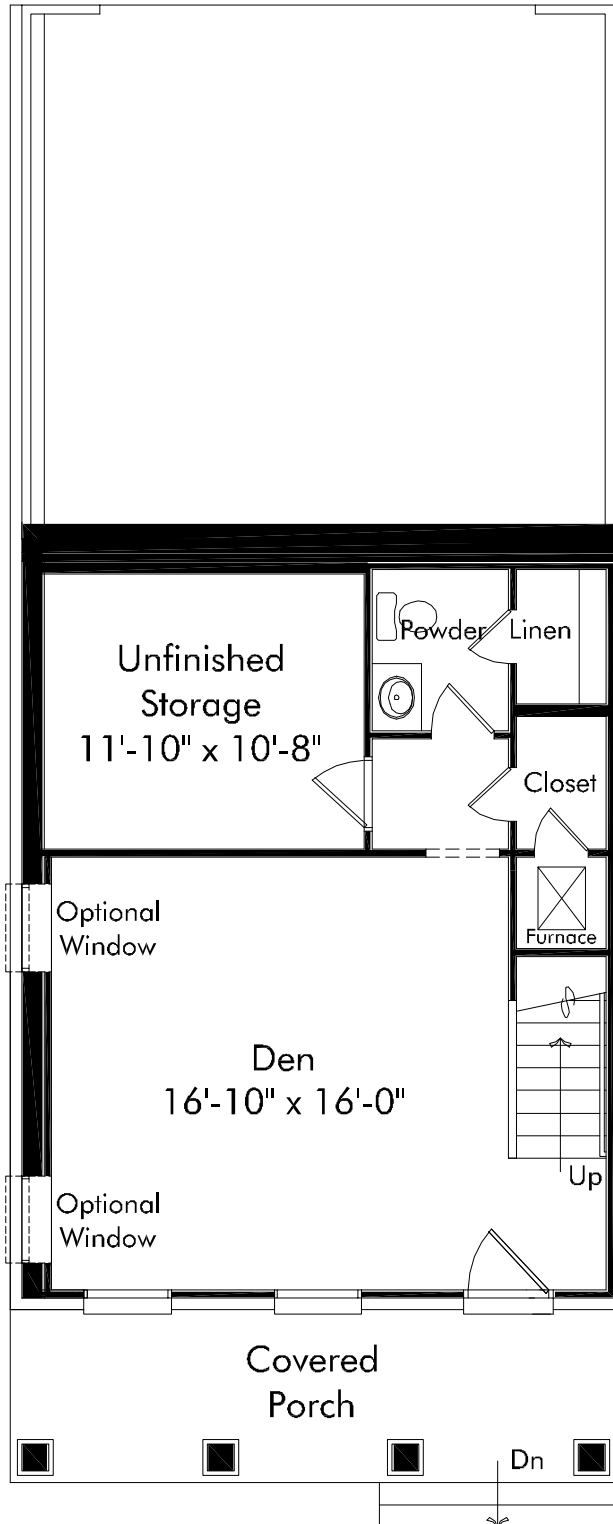 Powder
Linen
Unfinished
Storage
11'-10" x 10'-8"
Closet
Optional
Window
Furnace
Den
16'-10" x 16'-0"
Up
Optional
Window
Covered
Porch
Dn